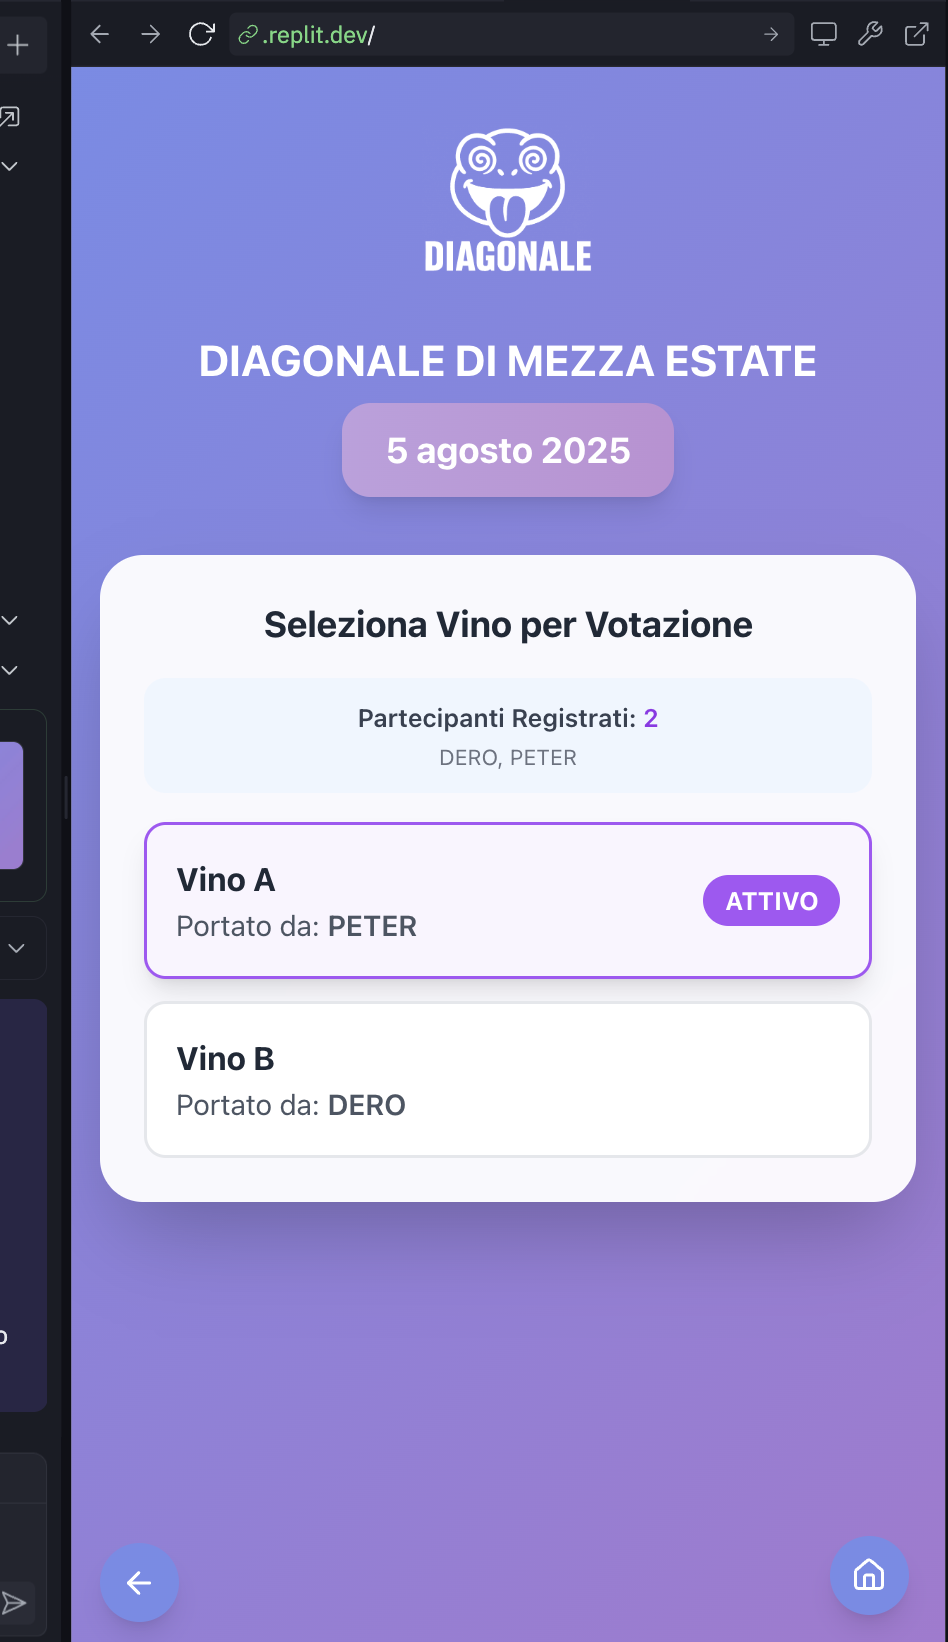 .replit.dev/
DIAGONALE
DIAGONALE DI MEZZA ESTATE
5 agosto 2025
Seleziona Vino per Votazione
Partecipanti Registrati: 2
DERO, PETER
Vino A
Portato da: PETER
ATTIVO
Vino B
Portato da: DERO